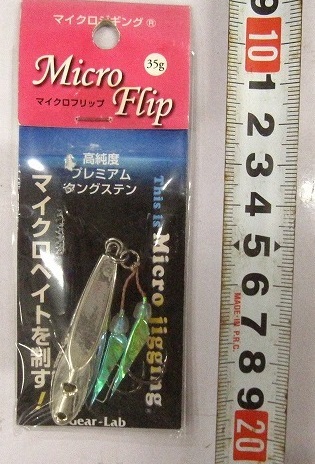 マイクロジギング®
Micro
35g
マイクロフリップ
Flip
高純度
プレミアム
タングステン
This is Micro jigging
マイクロベイトを制す!
Gear-Lab
10
1
2
3
4
5
6
7
8
9
20
MADE IN P.R.C.